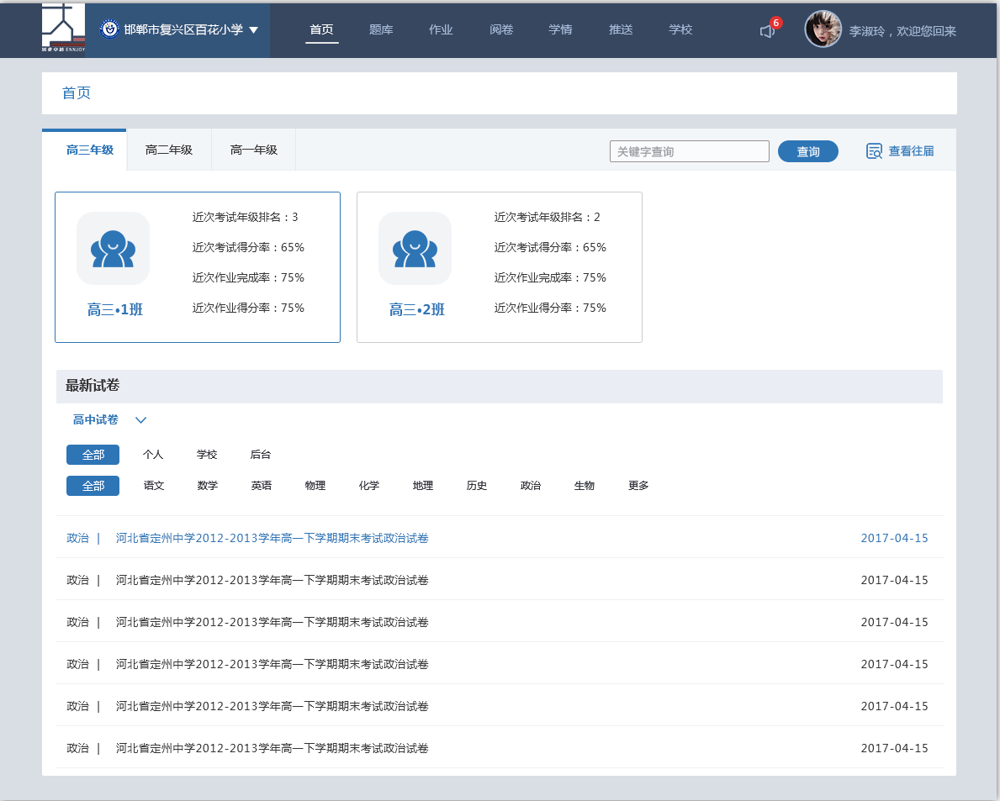 邯郸市复兴区百花小学 首页 题库 作业 阅卷 学情 推送 学校 6 李淑玲，欢迎您回来
ENNJOY
首页
高三年级 高二年级 高一年级 关键字查询 查询 查看往届
近次考试年级排名：3
近次考试得分率：65%
近次作业完成率：75%
近次作业得分率：75%
高三•1班
近次考试年级排名：2
近次考试得分率：65%
近次作业完成率：75%
近次作业得分率：75%
高三•2班
最新试卷
高中试卷
全部 个人 学校 后台
全部 语文 数学 英语 物理 化学 地理 历史 政治 生物 更多
政治 | 河北省定州中学2012-2013学年高一下学期期末考试政治试卷 2017-04-15
政治 | 河北省定州中学2012-2013学年高一下学期期末考试政治试卷 2017-04-15
政治 | 河北省定州中学2012-2013学年高一下学期期末考试政治试卷 2017-04-15
政治 | 河北省定州中学2012-2013学年高一下学期期末考试政治试卷 2017-04-15
政治 | 河北省定州中学2012-2013学年高一下学期期末考试政治试卷 2017-04-15
政治 | 河北省定州中学2012-2013学年高一下学期期末考试政治试卷 2017-04-15